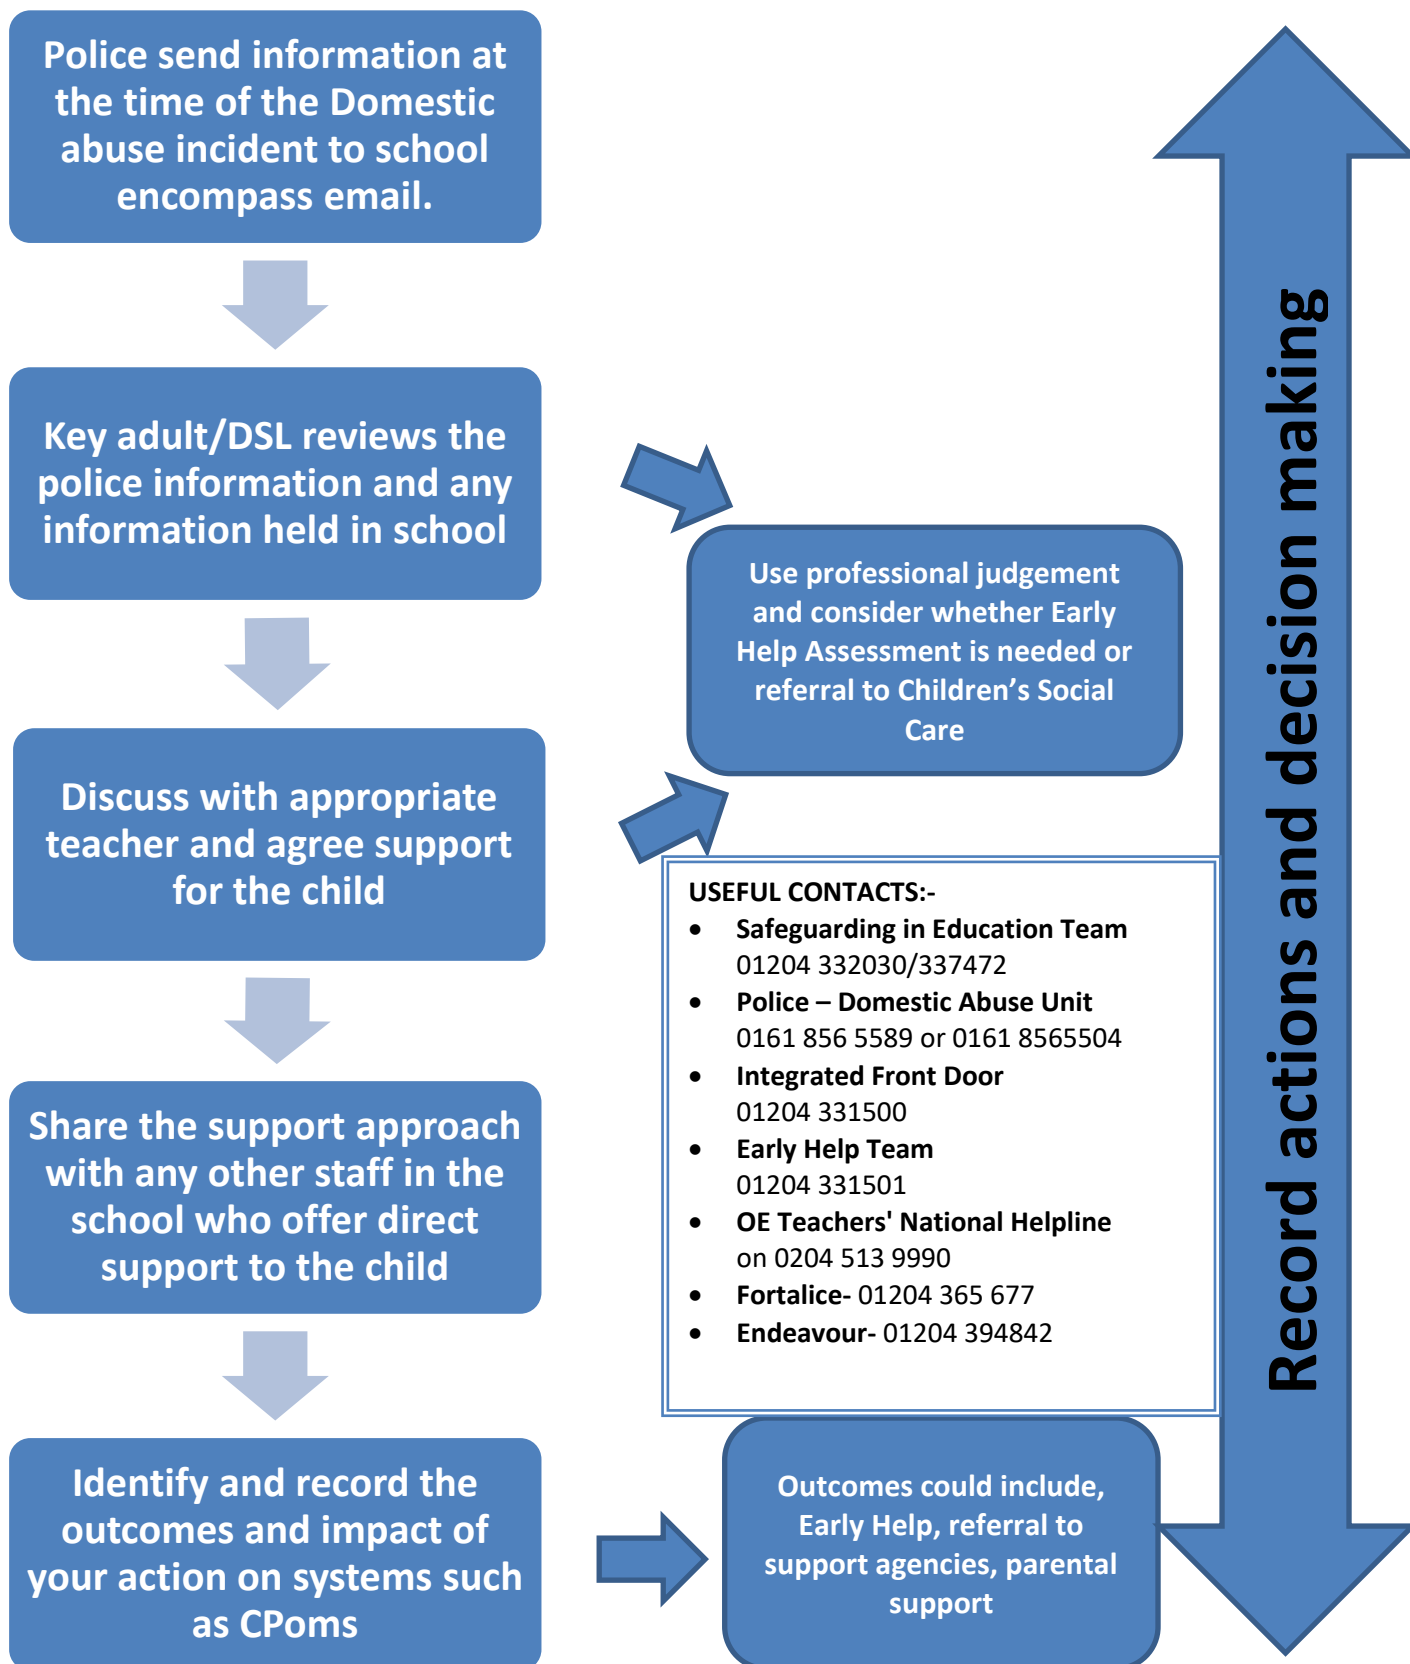 Police send information at
the time of the Domestic
abuse incident to school
encompass email.
Key adult/DSL reviews the
police information and any
information held in school
Use professional judgement
and consider whether Early
Help Assessment is needed or
referral to Children’s Social
Care
Discuss with appropriate
teacher and agree support
for the child
USEFUL CONTACTS:-
• Safeguarding in Education Team
01204 332030/337472
• Police – Domestic Abuse Unit
0161 856 5589 or 0161 8565504
• Integrated Front Door
01204 331500
• Early Help Team
01204 331501
• OE Teachers' National Helpline
on 0204 513 9990
• Fortalice- 01204 365 677
• Endeavour- 01204 394842
Share the support approach
with any other staff in the
school who offer direct
support to the child
Identify and record the
outcomes and impact of
your action on systems such
as CPoms
Outcomes could include,
Early Help, referral to
support agencies, parental
support
Record actions and decision making